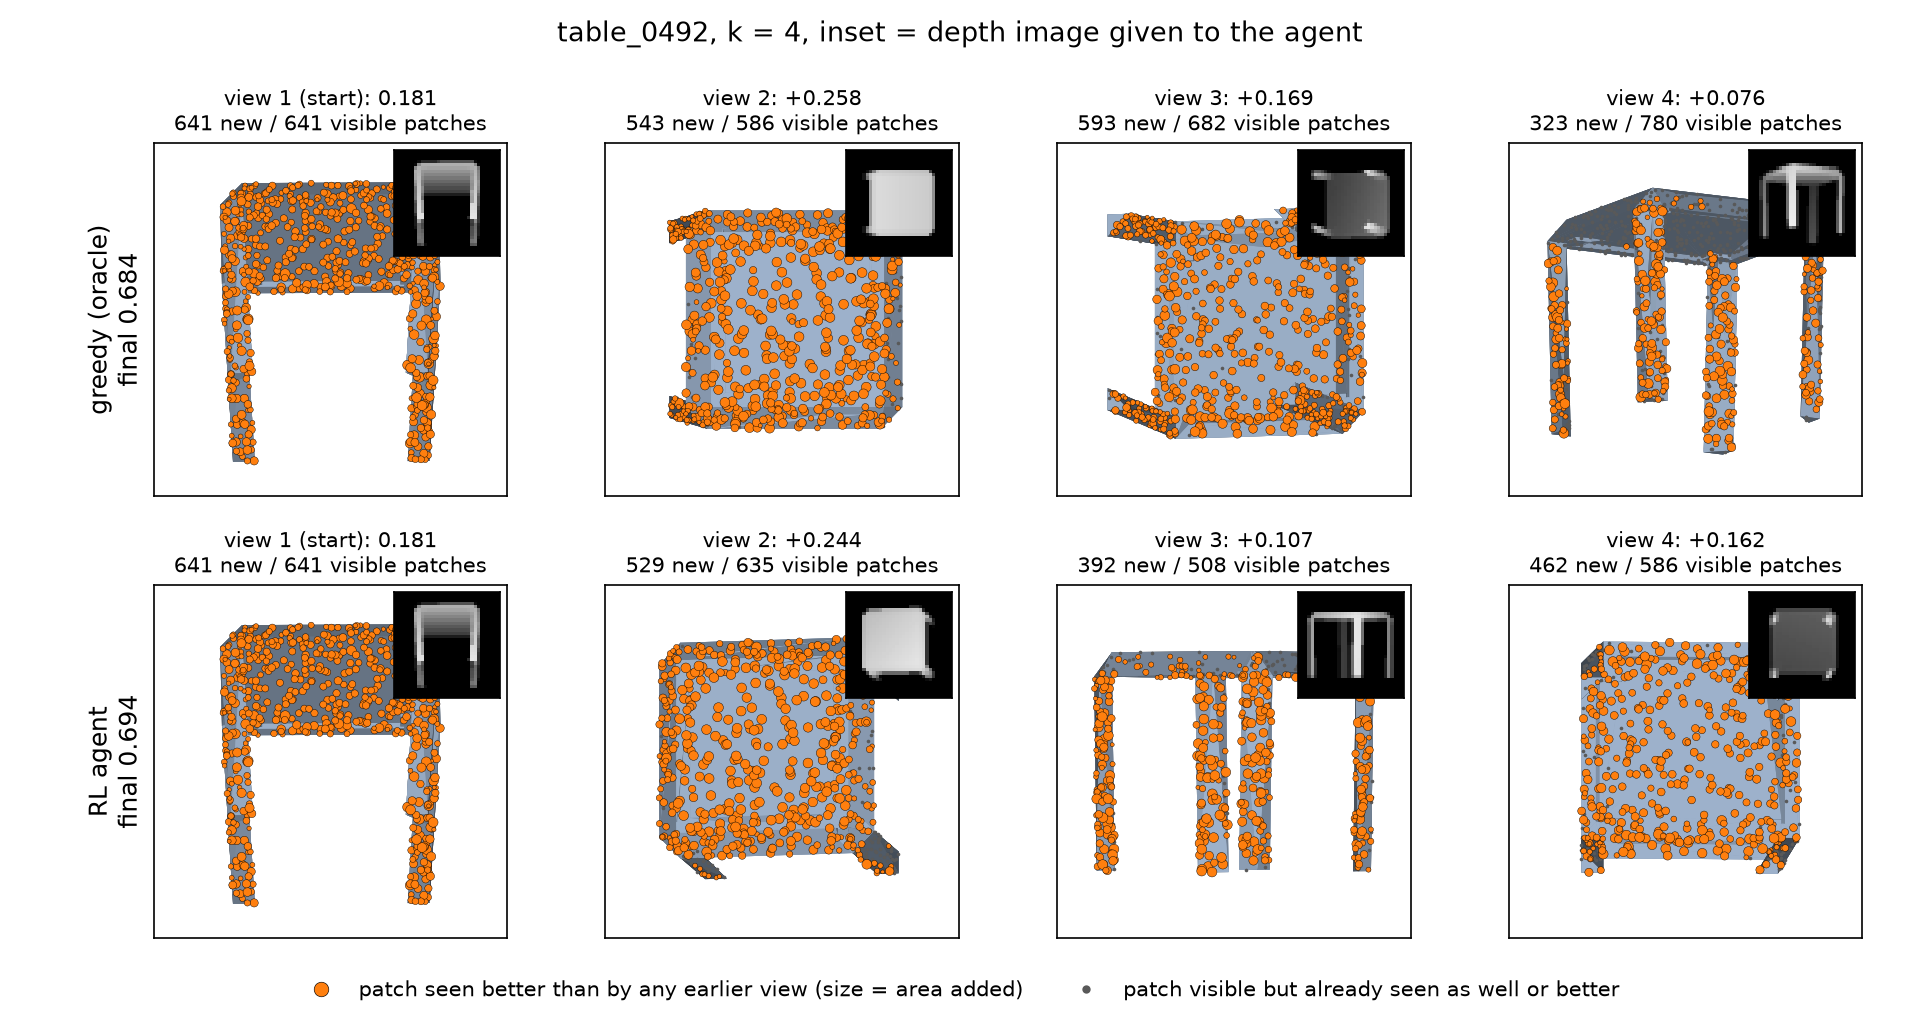 table_0492, k = 4, inset = depth image given to the agent
view 1 (start): 0.181
641 new / 641 visible patches
view 2: +0.258
543 new / 586 visible patches
view 3: +0.169
593 new / 682 visible patches
view 4: +0.076
323 new / 780 visible patches
greedy (oracle)
final 0.684
view 1 (start): 0.181
641 new / 641 visible patches
view 2: +0.244
529 new / 635 visible patches
view 3: +0.107
392 new / 508 visible patches
view 4: +0.162
462 new / 586 visible patches
RL agent
final 0.694
patch seen better than by any earlier view (size = area added)
patch visible but already seen as well or better